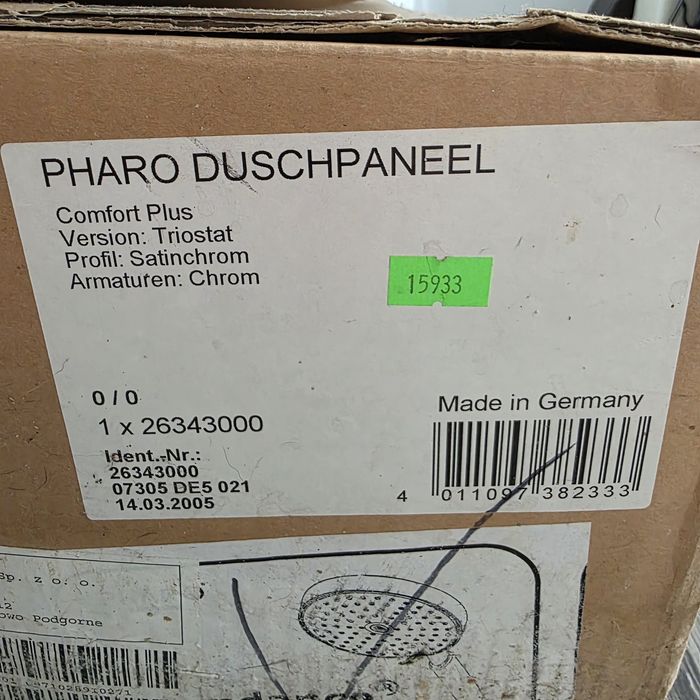 PHARO DUSCHPANEEL
Comfort Plus
Version: Triostat
Profil: Satinchrom
Armaturen: Chrom
15933
0 / 0
1 x 26343000
Ident.-Nr.:
26343000
07305 DE5 021
14.03.2005
Made in Germany
4 011097 382333
Sp. z o. o.
owo Podgorne